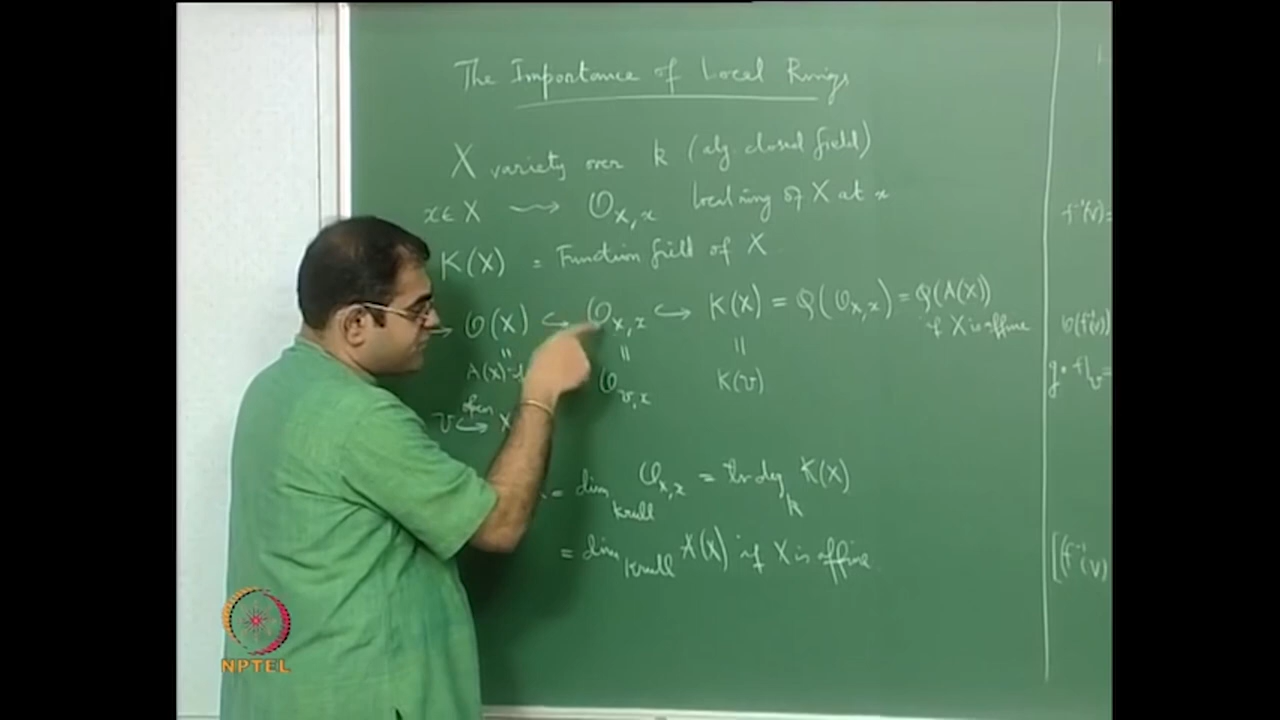 The Importance of Local Rings
X variety over k (alg. closed field)
x ∈ X ⟿ 𝒪_{X,x} local ring of X at x
K(X) = Function field of X
↪ 𝒪(X) ↪ 𝒪_{X,x} ↪ K(X) = Q(𝒪_{X,x}) = Q(A(X))
if X is affine
|| || ||
A(X) if 𝒪_{U,x} K(U)
U open ↪ X
= dim_{Krull} 𝒪_{X,x} = tr deg_k K(X)
= dim_{Krull} A(X) if X is affine
f⁻¹(V) =
𝒪(f⁻¹(V))
g∘f|_V =
[(f⁻¹(V)
NPTEL